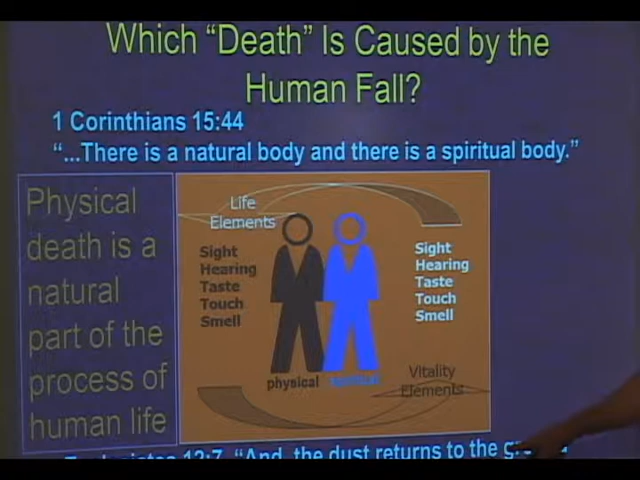 Which "Death" Is Caused by the
Human Fall?
1 Corinthians 15:44
"...There is a natural body and there is a spiritual body."
Physical
death is a
natural
part of the
process of
human life
Life
Elements
Sight
Hearing
Taste
Touch
Smell
Sight
Hearing
Taste
Touch
Smell
physical
Vitality
Elements
12:7, "And, the dust returns to the